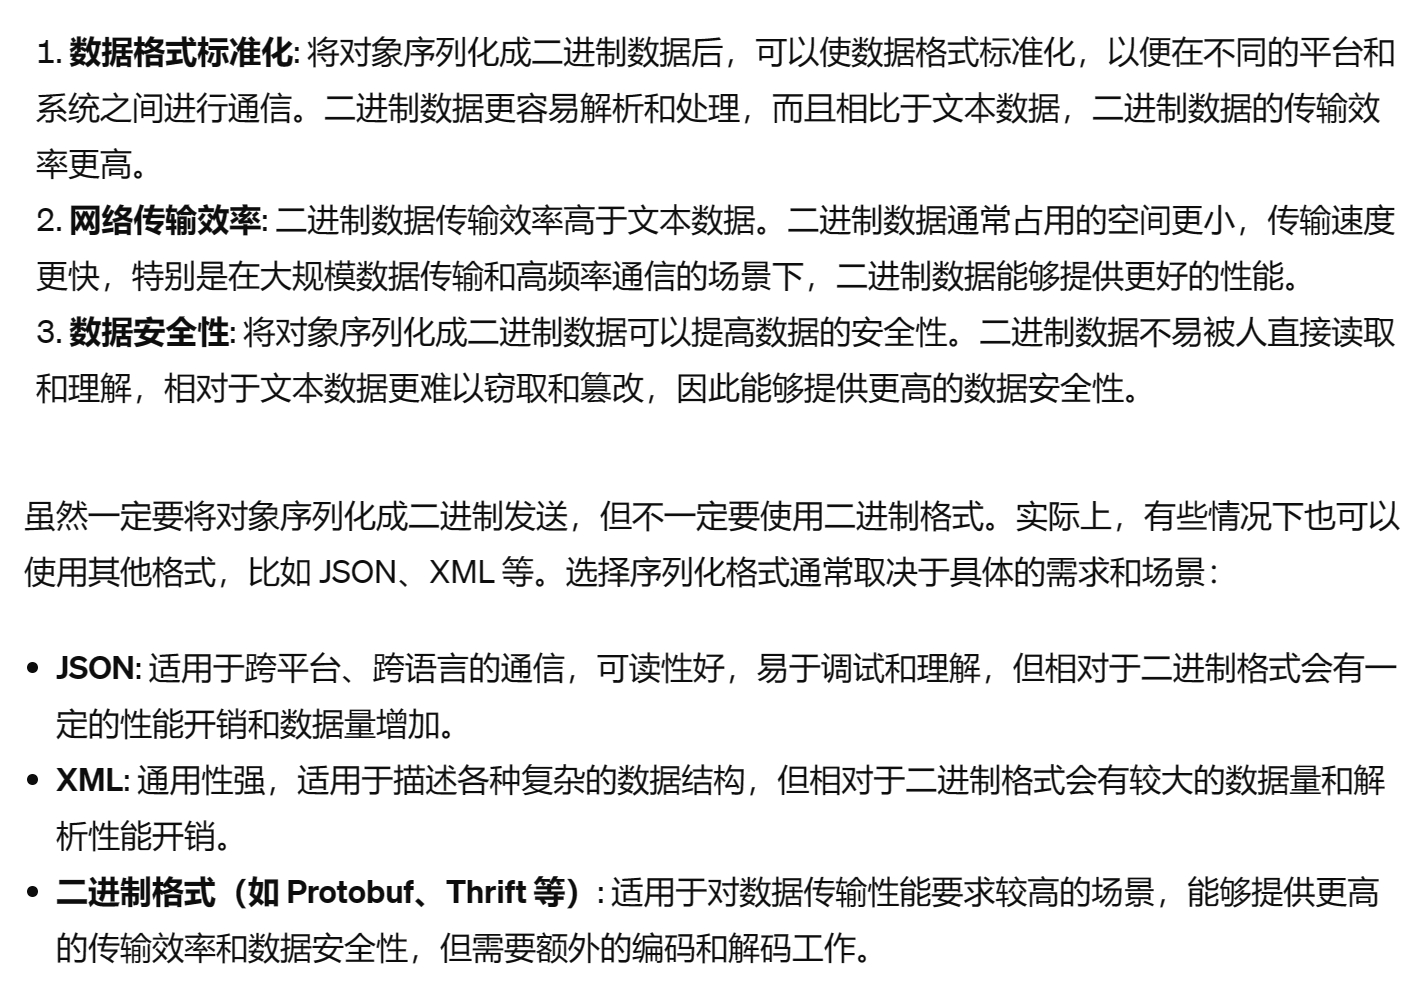 1. 数据格式标准化: 将对象序列化成二进制数据后，可以使数据格式标准化，以便在不同的平台和
系统之间进行通信。二进制数据更容易解析和处理，而且相比于文本数据，二进制数据的传输效
率更高。
2. 网络传输效率: 二进制数据传输效率高于文本数据。二进制数据通常占用的空间更小，传输速度
更快，特别是在大规模数据传输和高频率通信的场景下，二进制数据能够提供更好的性能。
3. 数据安全性: 将对象序列化成二进制数据可以提高数据的安全性。二进制数据不易被人直接读取
和理解，相对于文本数据更难以窃取和篡改，因此能够提供更高的数据安全性。
虽然一定要将对象序列化成二进制发送，但不一定要使用二进制格式。实际上，有些情况下也可以
使用其他格式，比如 JSON、XML 等。选择序列化格式通常取决于具体的需求和场景：
• JSON: 适用于跨平台、跨语言的通信，可读性好，易于调试和理解，但相对于二进制格式会有一
定的性能开销和数据量增加。
• XML: 通用性强，适用于描述各种复杂的数据结构，但相对于二进制格式会有较大的数据量和解
析性能开销。
• 二进制格式（如 Protobuf、Thrift 等）: 适用于对数据传输性能要求较高的场景，能够提供更高
的传输效率和数据安全性，但需要额外的编码和解码工作。